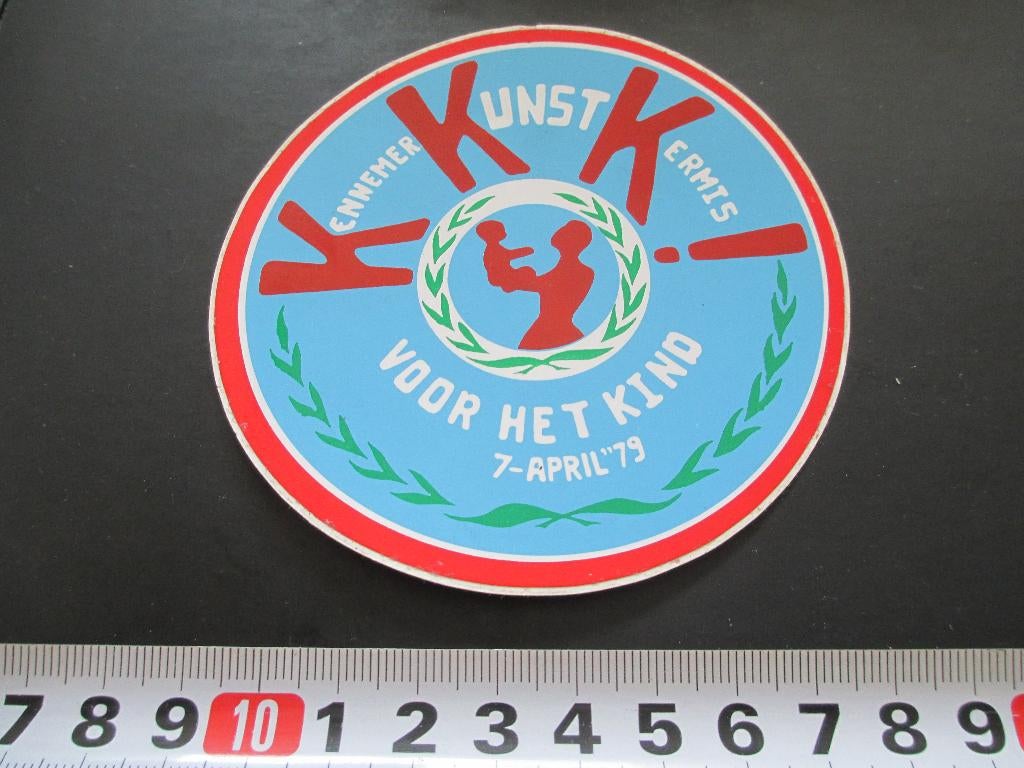 KENNEMER KUNST KERMIS!
VOOR HET KIND
7-APRIL"79
7 8 9 10 1 2 3 4 5 6 7 8 9